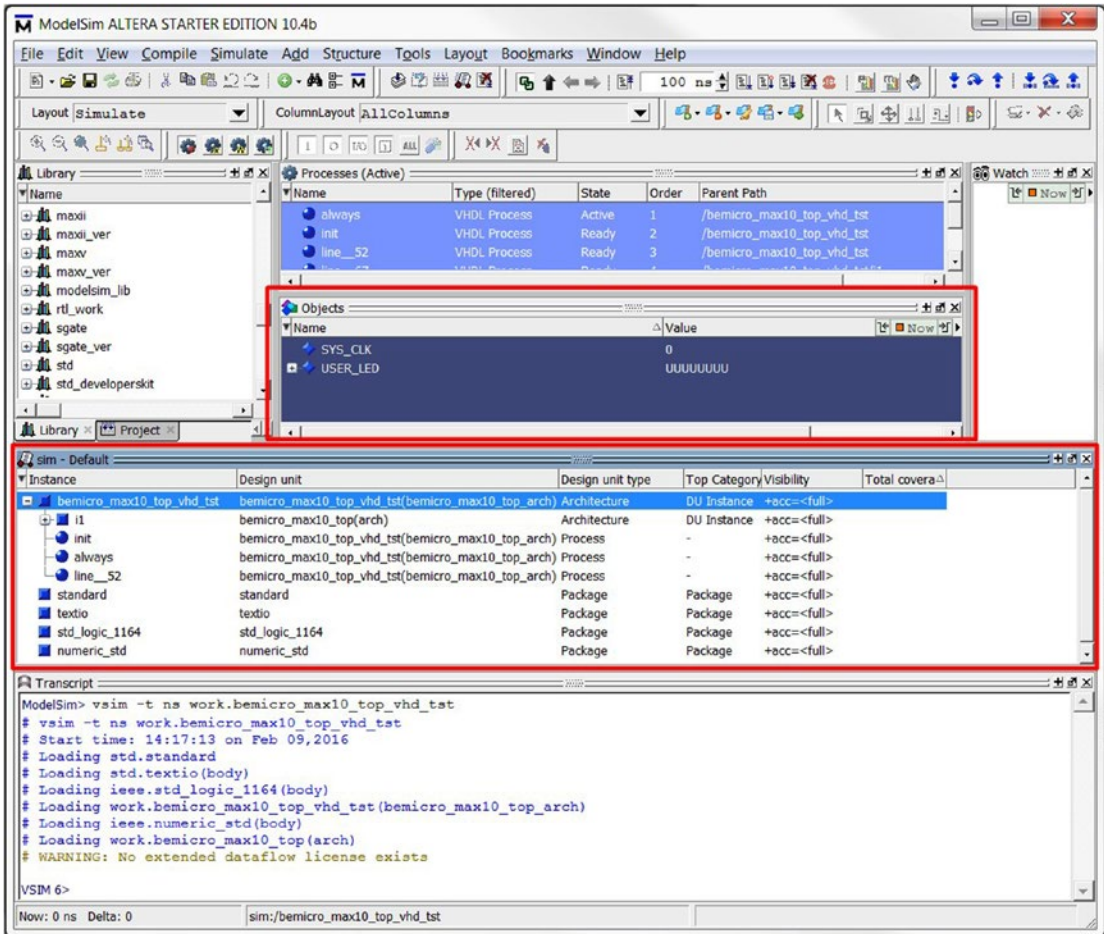 ModelSim ALTERA STARTER EDITION 10.4b
File Edit View Compile Simulate Add Structure Tools Layout Bookmarks Window Help
100 ns
Layout Simulate
ColumnLayout AllColumns
ALL
Library
Name
maxii
maxii_ver
maxv
maxv_ver
modelsim_lib
rtl_work
sgate
sgate_ver
std
std_developerskit
Library Project
Processes (Active)
Name Type (filtered) State Order Parent Path
always VHDL Process Active 1 /bemicro_max10_top_vhd_tst
init VHDL Process Ready 2 /bemicro_max10_top_vhd_tst
line__52 VHDL Process Ready 3 /bemicro_max10_top_vhd_tst
Watch
Now
Objects
Name Value Now
SYS_CLK 0
USER_LED UUUUUUUU
sim - Default
Instance Design unit Design unit type Top Category Visibility Total covera
bemicro_max10_top_vhd_tst bemicro_max10_top_vhd_tst(bemicro_max10_top_arch) Architecture DU Instance +acc=<full>
i1 bemicro_max10_top(arch) Architecture DU Instance +acc=<full>
init bemicro_max10_top_vhd_tst(bemicro_max10_top_arch) Process - +acc=<full>
always bemicro_max10_top_vhd_tst(bemicro_max10_top_arch) Process - +acc=<full>
line__52 bemicro_max10_top_vhd_tst(bemicro_max10_top_arch) Process - +acc=<full>
standard standard Package Package +acc=<full>
textio textio Package Package +acc=<full>
std_logic_1164 std_logic_1164 Package Package +acc=<full>
numeric_std numeric_std Package Package +acc=<full>
Transcript
ModelSim> vsim -t ns work.bemicro_max10_top_vhd_tst
# vsim -t ns work.bemicro_max10_top_vhd_tst
# Start time: 14:17:13 on Feb 09,2016
# Loading std.standard
# Loading std.textio(body)
# Loading ieee.std_logic_1164(body)
# Loading work.bemicro_max10_top_vhd_tst(bemicro_max10_top_arch)
# Loading ieee.numeric_std(body)
# Loading work.bemicro_max10_top(arch)
# WARNING: No extended dataflow license exists
VSIM 6>
Now: 0 ns Delta: 0 sim:/bemicro_max10_top_vhd_tst